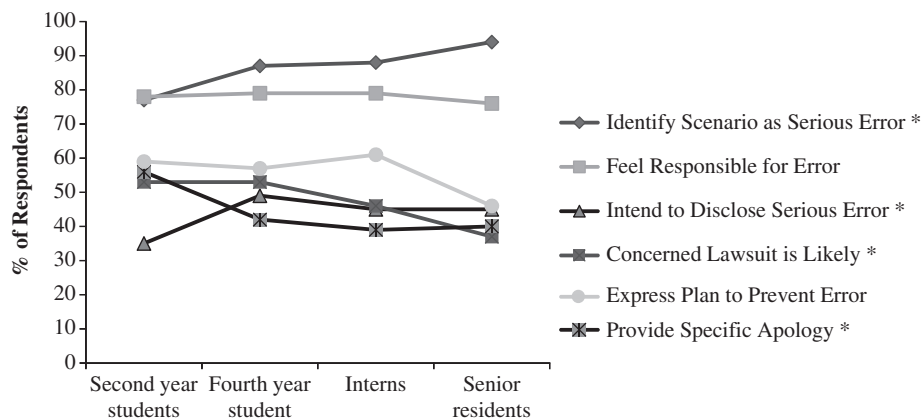 100
90
80
70
60
50
40
30
20
10
0
% of Respondents
Second year
students
Fourth year
student
Interns
Senior
residents
Identify Scenario as Serious Error *
Feel Responsible for Error
Intend to Disclose Serious Error *
Concerned Lawsuit is Likely *
Express Plan to Prevent Error
Provide Specific Apology *